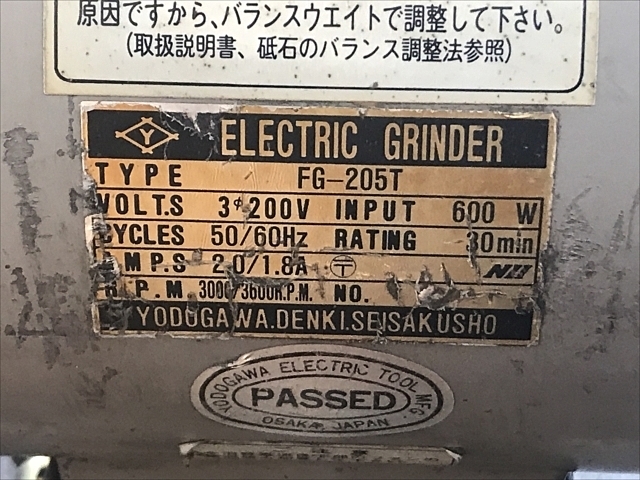 原因ですから、バランスウエイトで調整して下さい。
(取扱説明書、砥石のバランス調整法参照)
Y ELECTRIC GRINDER
TYPE FG-205T
VOLT.S 3φ200V INPUT 600 W
CYCLES 50/60Hz RATING 30min
AMP.S 2.0/1.8A 〒
R.P.M 3000/3600R.P.M. NO.
YODOGAWA.DENKI.SEISAKUSHO
YODOGAWA ELECTRIC TOOL MFG
PASSED
OSAKA, JAPAN